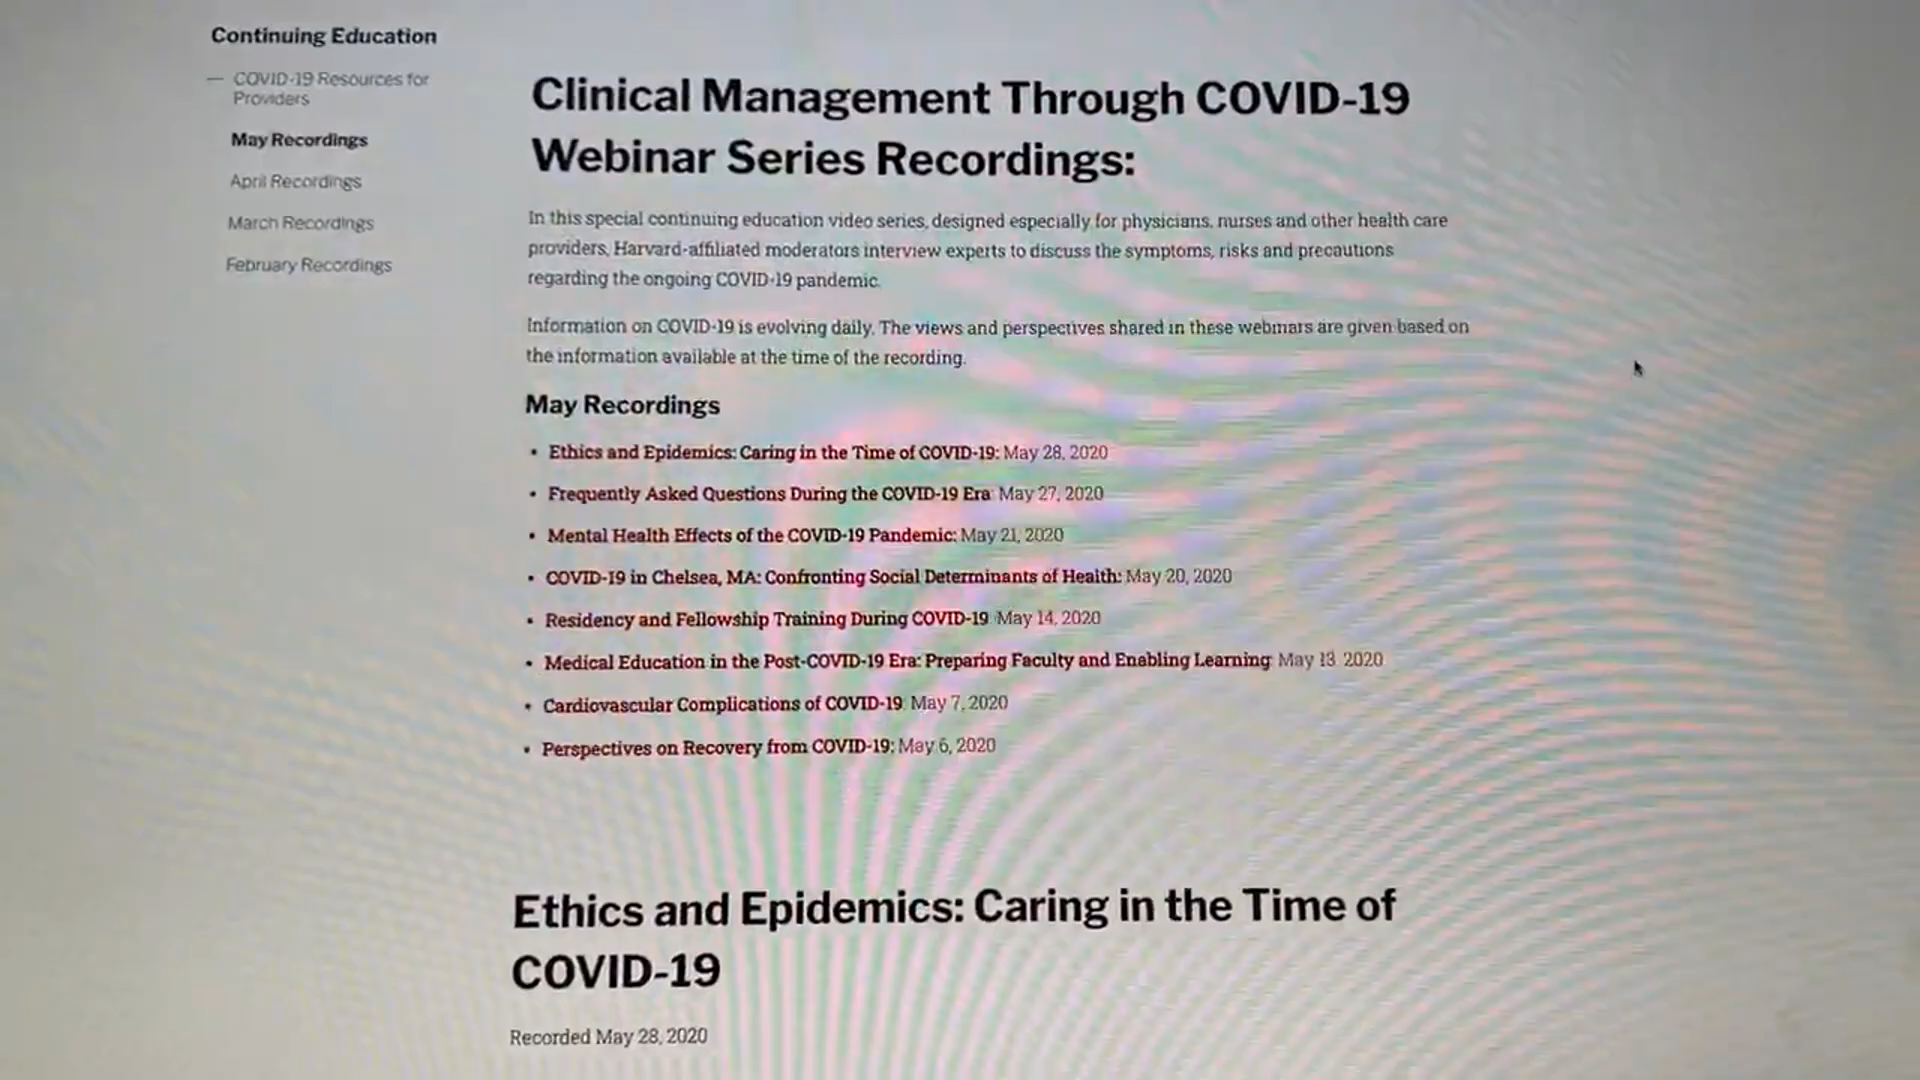 Continuing Education
— COVID-19 Resources for
Providers
May Recordings
April Recordings
March Recordings
February Recordings
Clinical Management Through COVID-19
Webinar Series Recordings:
In this special continuing education video series, designed especially for physicians, nurses and other health care
providers, Harvard-affiliated moderators interview experts to discuss the symptoms, risks and precautions
regarding the ongoing COVID-19 pandemic.
Information on COVID-19 is evolving daily. The views and perspectives shared in these webinars are given based on
the information available at the time of the recording.
May Recordings
• Ethics and Epidemics: Caring in the Time of COVID-19: May 28, 2020
• Frequently Asked Questions During the COVID-19 Era: May 27, 2020
• Mental Health Effects of the COVID-19 Pandemic: May 21, 2020
• COVID-19 in Chelsea, MA: Confronting Social Determinants of Health: May 20, 2020
• Residency and Fellowship Training During COVID-19: May 14, 2020
• Medical Education in the Post-COVID-19 Era: Preparing Faculty and Enabling Learning: May 13, 2020
• Cardiovascular Complications of COVID-19: May 7, 2020
• Perspectives on Recovery from COVID-19: May 6, 2020
Ethics and Epidemics: Caring in the Time of
COVID-19
Recorded May 28, 2020